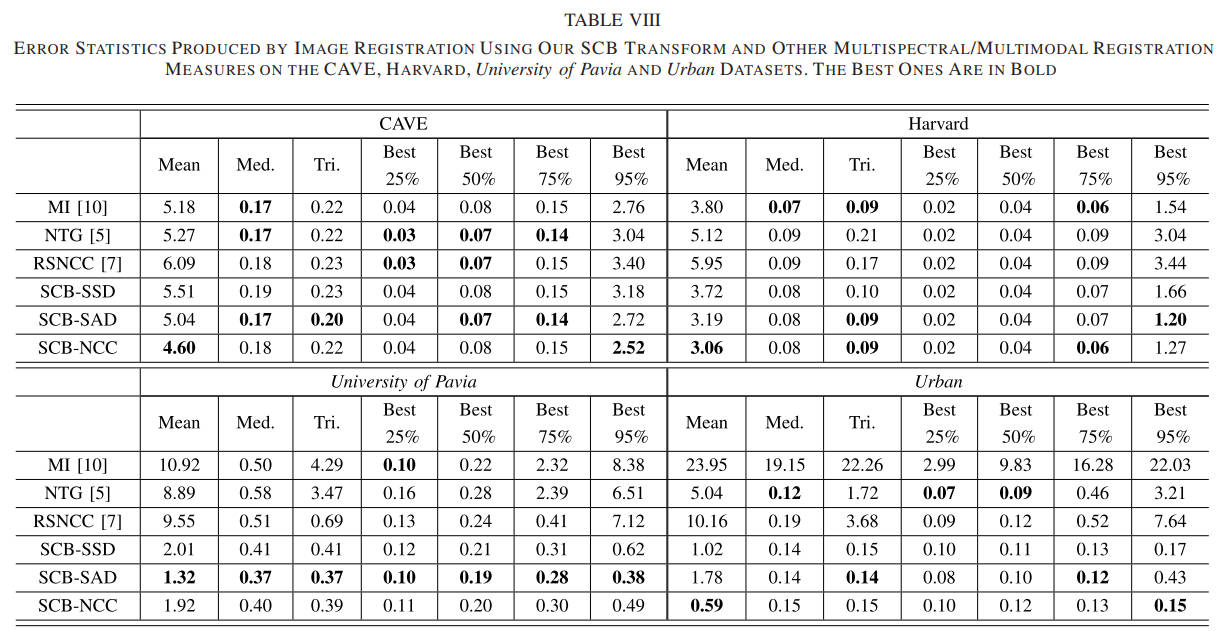 TABLE VIII
ERROR STATISTICS PRODUCED BY IMAGE REGISTRATION USING OUR SCB TRANSFORM AND OTHER MULTISPECTRAL/MULTIMODAL REGISTRATION
MEASURES ON THE CAVE, HARVARD, University of Pavia AND Urban DATASETS. THE BEST ONES ARE IN BOLD
CAVE Harvard
Mean Med. Tri. Best 25% Best 50% Best 75% Best 95% Mean Med. Tri. Best 25% Best 50% Best 75% Best 95%
MI [10] 5.18 0.17 0.22 0.04 0.08 0.15 2.76 3.80 0.07 0.09 0.02 0.04 0.06 1.54
NTG [5] 5.27 0.17 0.22 0.03 0.07 0.14 3.04 5.12 0.09 0.21 0.02 0.04 0.09 3.04
RSNCC [7] 6.09 0.18 0.23 0.03 0.07 0.15 3.40 5.95 0.09 0.17 0.02 0.04 0.09 3.44
SCB-SSD 5.51 0.19 0.23 0.04 0.08 0.15 3.18 3.72 0.08 0.10 0.02 0.04 0.07 1.66
SCB-SAD 5.04 0.17 0.20 0.04 0.07 0.14 2.72 3.19 0.08 0.09 0.02 0.04 0.07 1.20
SCB-NCC 4.60 0.18 0.22 0.04 0.08 0.15 2.52 3.06 0.08 0.09 0.02 0.04 0.06 1.27
University of Pavia Urban
Mean Med. Tri. Best 25% Best 50% Best 75% Best 95% Mean Med. Tri. Best 25% Best 50% Best 75% Best 95%
MI [10] 10.92 0.50 4.29 0.10 0.22 2.32 8.38 23.95 19.15 22.26 2.99 9.83 16.28 22.03
NTG [5] 8.89 0.58 3.47 0.16 0.28 2.39 6.51 5.04 0.12 1.72 0.07 0.09 0.46 3.21
RSNCC [7] 9.55 0.51 0.69 0.13 0.24 0.41 7.12 10.16 0.19 3.68 0.09 0.12 0.52 7.64
SCB-SSD 2.01 0.41 0.41 0.12 0.21 0.31 0.62 1.02 0.14 0.15 0.10 0.11 0.13 0.17
SCB-SAD 1.32 0.37 0.37 0.10 0.19 0.28 0.38 1.78 0.14 0.14 0.08 0.10 0.12 0.43
SCB-NCC 1.92 0.40 0.39 0.11 0.20 0.30 0.49 0.59 0.15 0.15 0.10 0.12 0.13 0.15